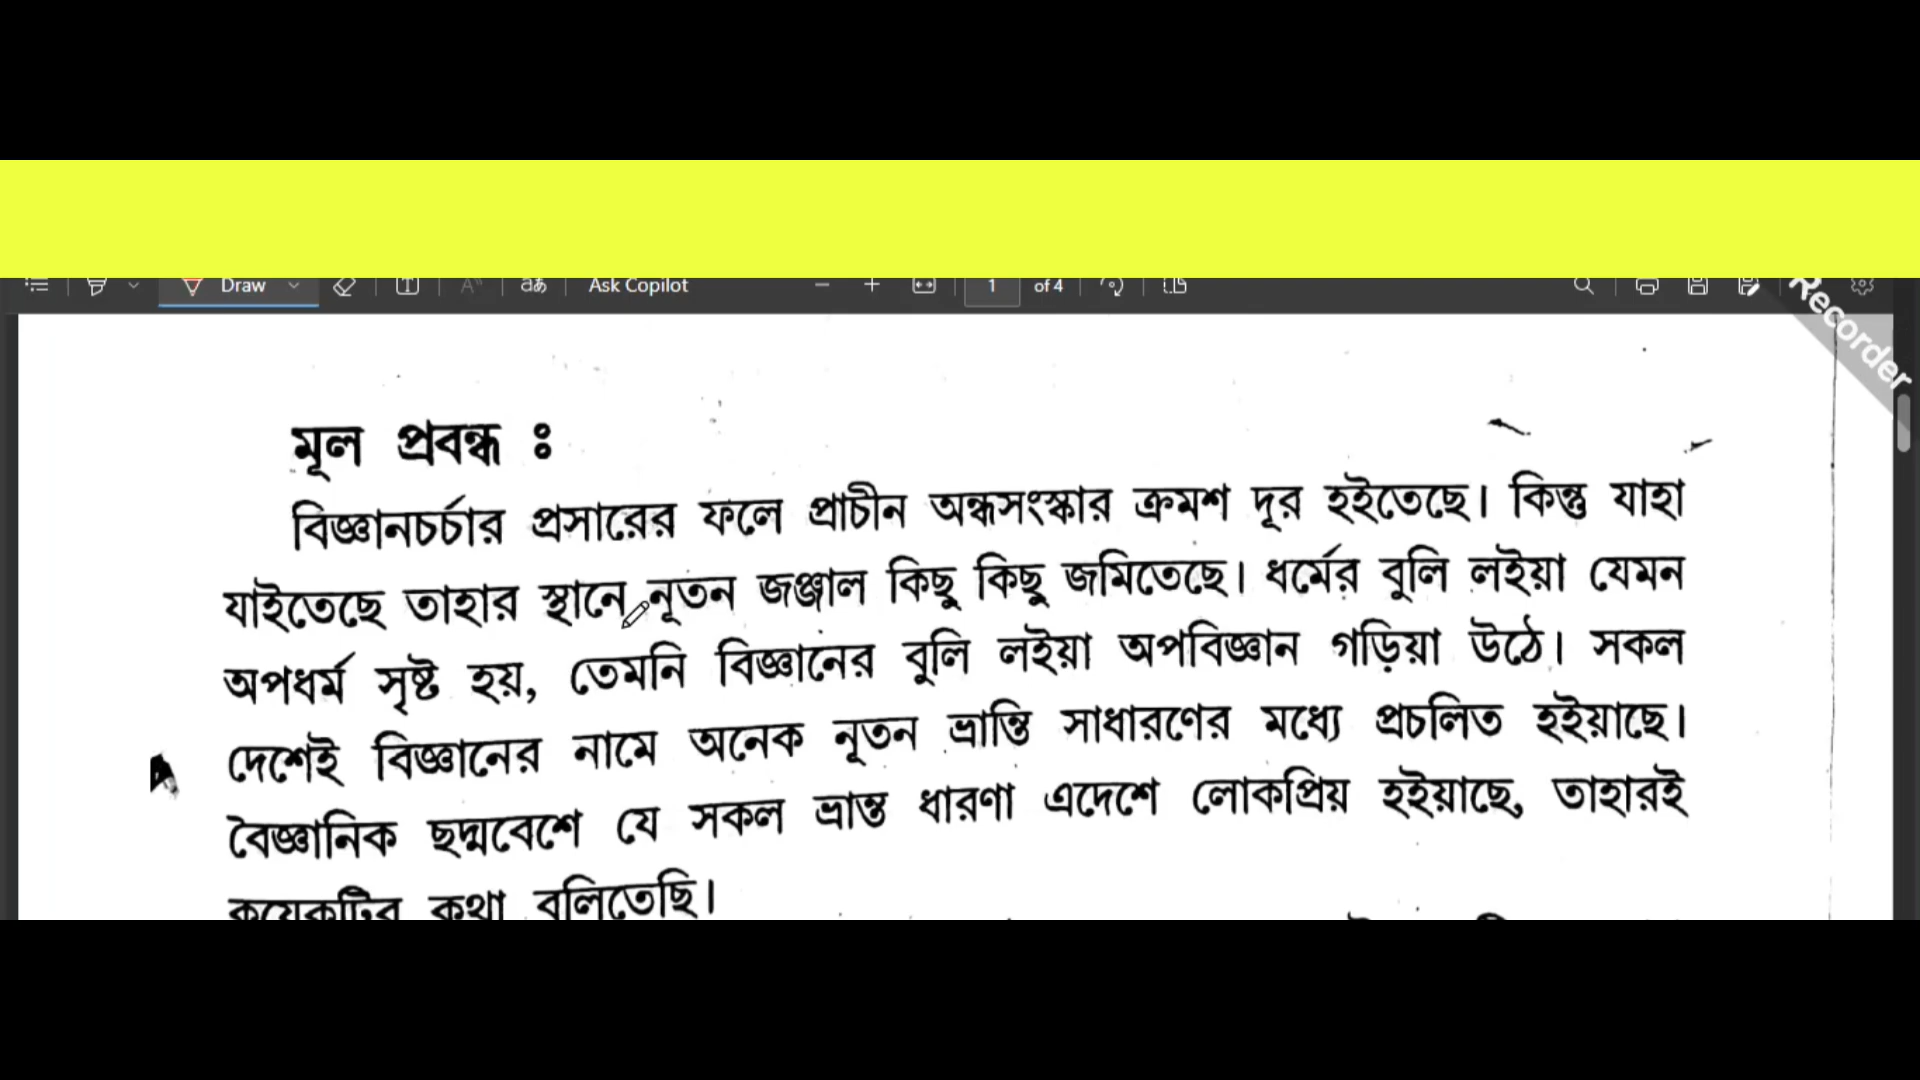 Draw
Ask Copilot
1 of 4
Recorder
মূল প্রবন্ধ ঃ
বিজ্ঞানচর্চার প্রসারের ফলে প্রাচীন অন্ধসংস্কার ক্রমশ দূর হইতেছে। কিন্তু যাহা
যাইতেছে তাহার স্থানে নূতন জঞ্জাল কিছু কিছু জমিতেছে। ধর্মের বুলি লইয়া যেমন
অপধর্ম সৃষ্ট হয়, তেমনি বিজ্ঞানের বুলি লইয়া অপবিজ্ঞান গড়িয়া উঠে। সকল
দেশেই বিজ্ঞানের নামে অনেক নূতন ভ্রান্তি সাধারণের মধ্যে প্রচলিত হইয়াছে।
বৈজ্ঞানিক ছদ্মবেশে যে সকল ভ্রান্ত ধারণা এদেশে লোকপ্রিয় হইয়াছে, তাহারই
কয়েকটির কথা বলিতেছি।